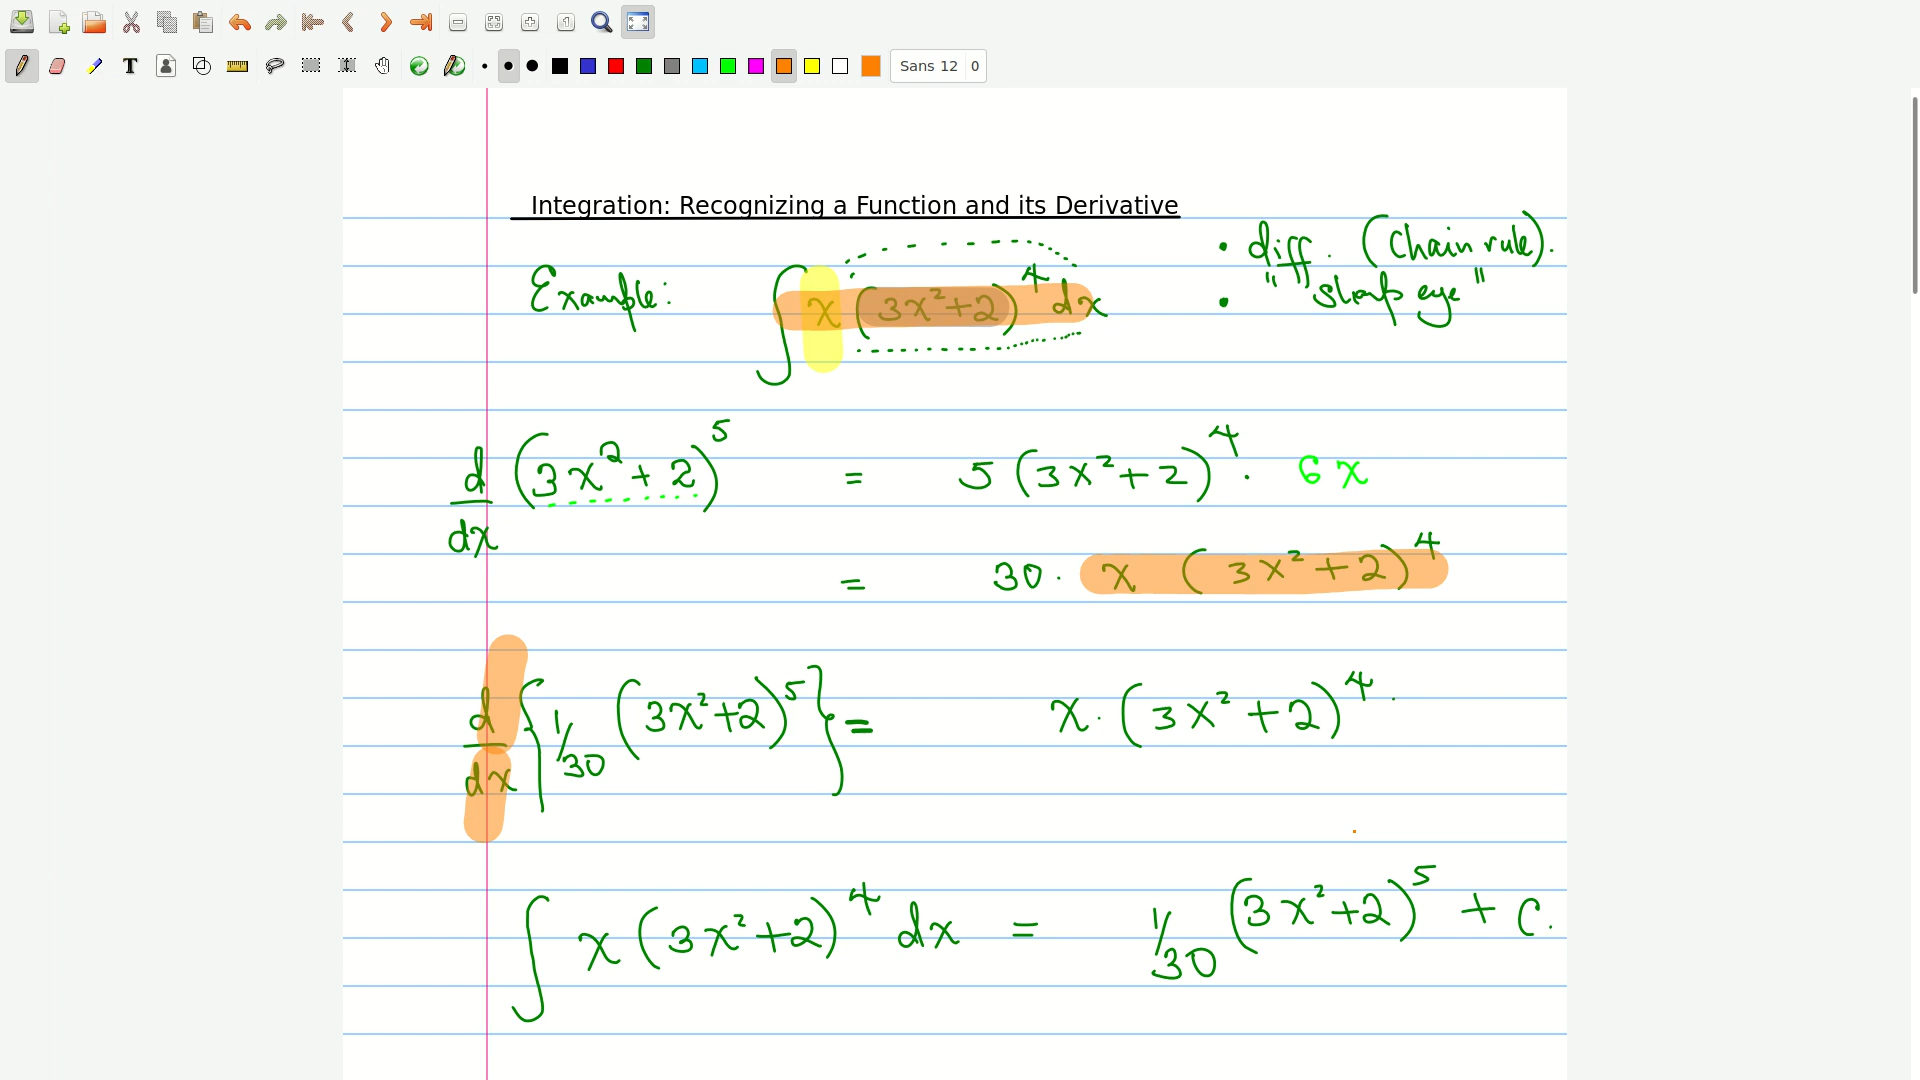 Sans 12 0
Integration: Recognizing a Function and its Derivative
• diff. (Chain rule).
Example: ∫ x (3x²+2)⁴ dx
• "sharp eye"
d/dx (3x² + 2)⁵ = 5 (3x² + 2)⁴ · 6x
= 30 · x (3x² + 2)⁴
d/dx {1/30 (3x²+2)⁵} = x · (3x² + 2)⁴ .
∫ x (3x²+2)⁴ dx = 1/30 (3x²+2)⁵ + C.